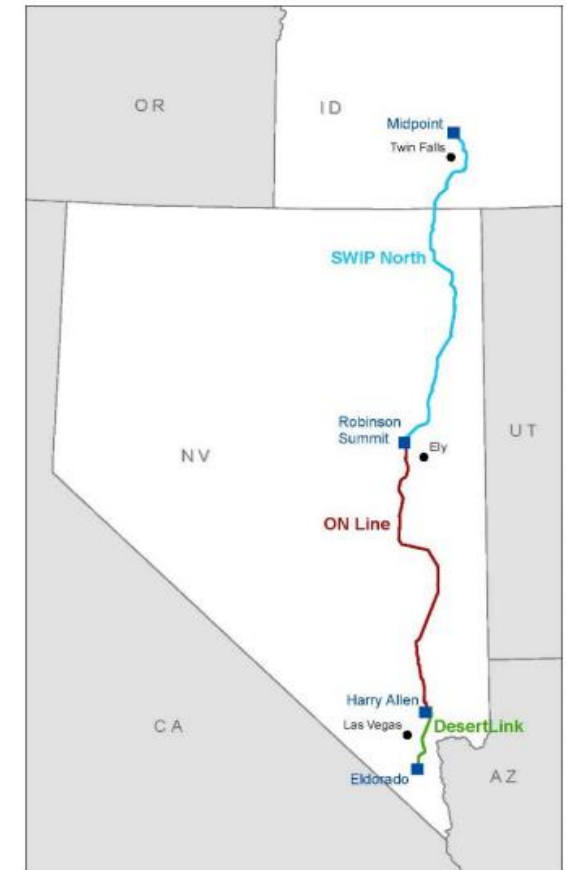 OR
ID
Midpoint
Twin Falls
SWIP North
Robinson
Summit
Ely
UT
NV
ON Line
Harry Allen
Las Vegas
DesertLink
CA
Eldorado
AZ